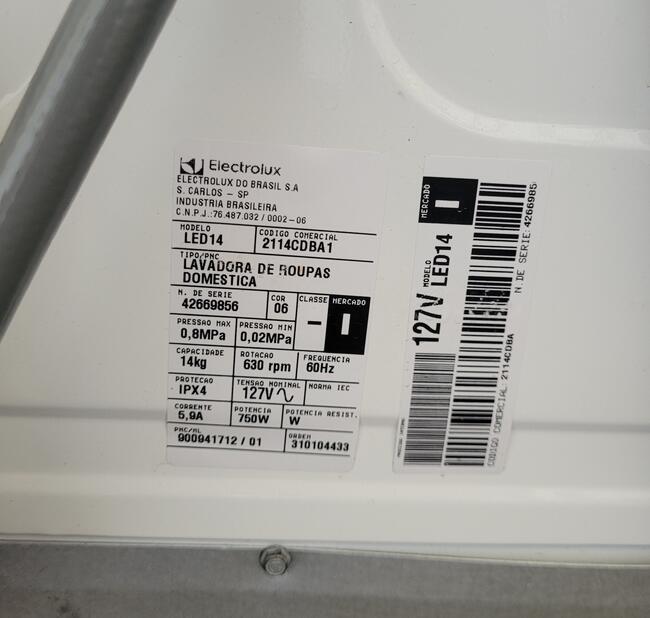 Electrolux
ELECTROLUX DO BRASIL S.A
S. CARLOS - SP
INDUSTRIA BRASILEIRA
C.N.P.J.:76.487.032 / 0002-06
MODELO CODIGO COMERCIAL
LED14 2114CDBA1
TIPO/PNC
LAVADORA DE ROUPAS
DOMESTICA
N. DE SERIE COR CLASSE MERCADO
42669856 06 – I
PRESSAO MAX PRESSAO MIN
0,8MPa 0,02MPa
CAPACIDADE ROTACAO FREQUENCIA
14kg 630 rpm 60Hz
PROTECAO TENSAO NOMINAL NORMA IEC
IPX4 127V∿
CORRENTE POTENCIA POTENCIA RESIST.
5,9A 750W W
PNC/ML ORDEM
900941712 / 01 310104433
127V MODELO LED14 MERCADO I
CODIGO COMERCIAL 2114CDBA N.DE SERIE:4266985